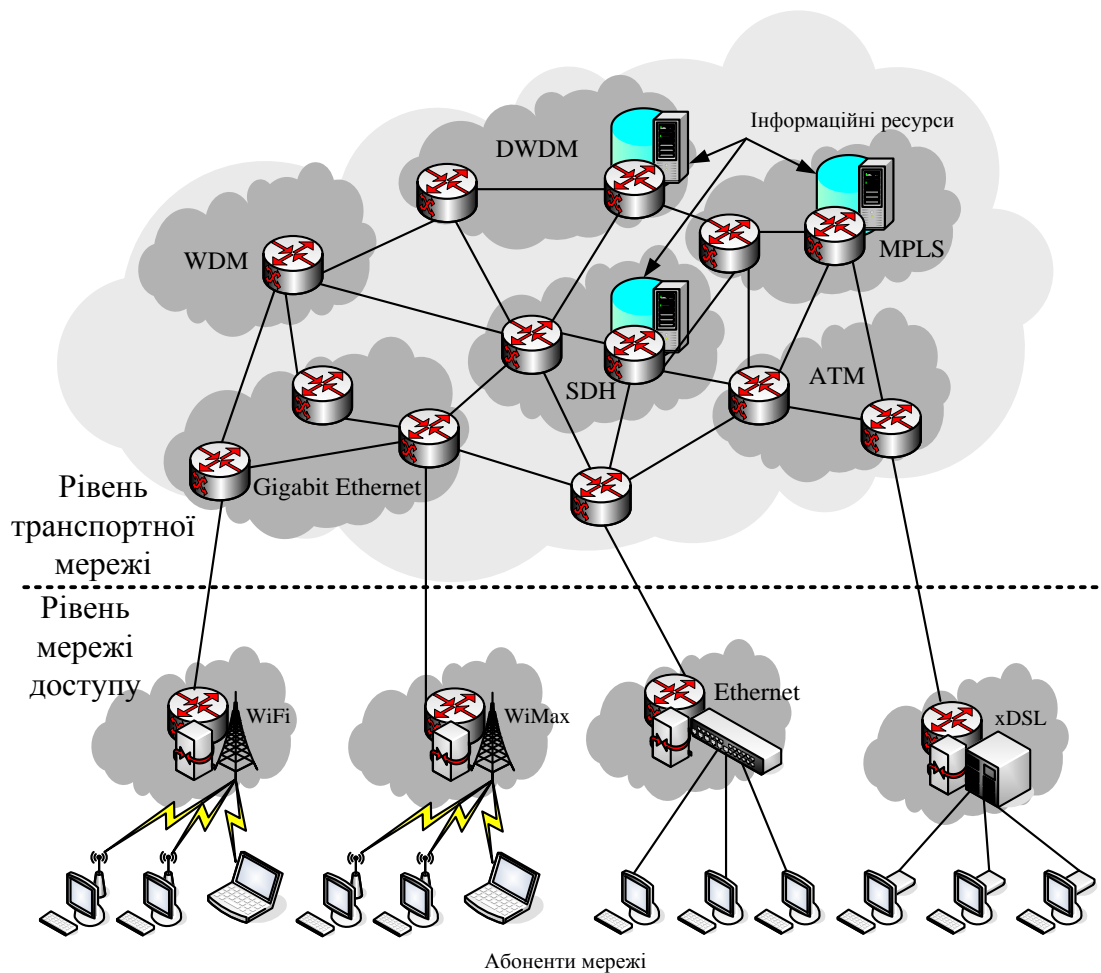 Інформаційні ресурси
DWDM
WDM
MPLS
SDH
ATM
Gigabit Ethernet
Рівень
транспортної
мережі
Рівень
мережі
доступу
WiFi
WiMax
Ethernet
xDSL
Абоненти мережі